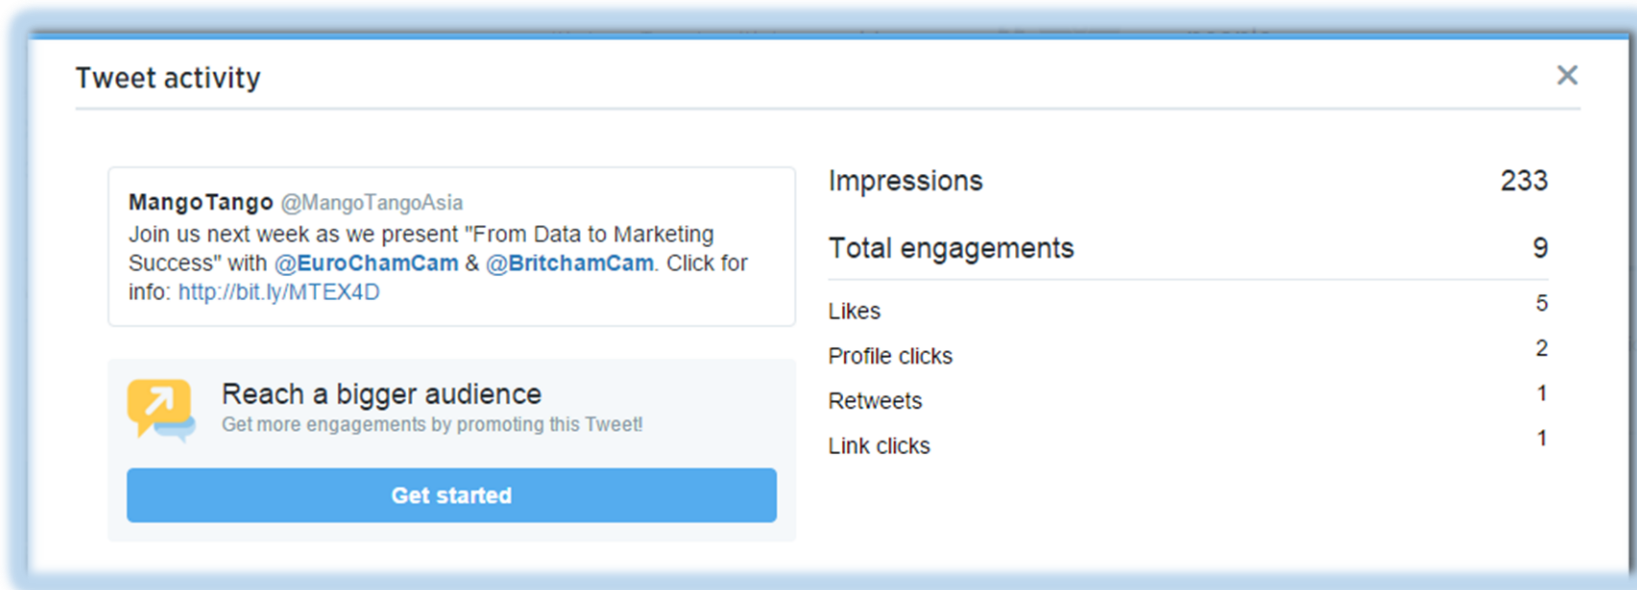 Tweet activity
MangoTango @MangoTangoAsia
Join us next week as we present "From Data to Marketing
Success" with @EuroChamCam & @BritchamCam. Click for
info: http://bit.ly/MTEX4D
Reach a bigger audience
Get more engagements by promoting this Tweet!
Get started
Impressions 233
Total engagements 9
Likes 5
Profile clicks 2
Retweets 1
Link clicks 1